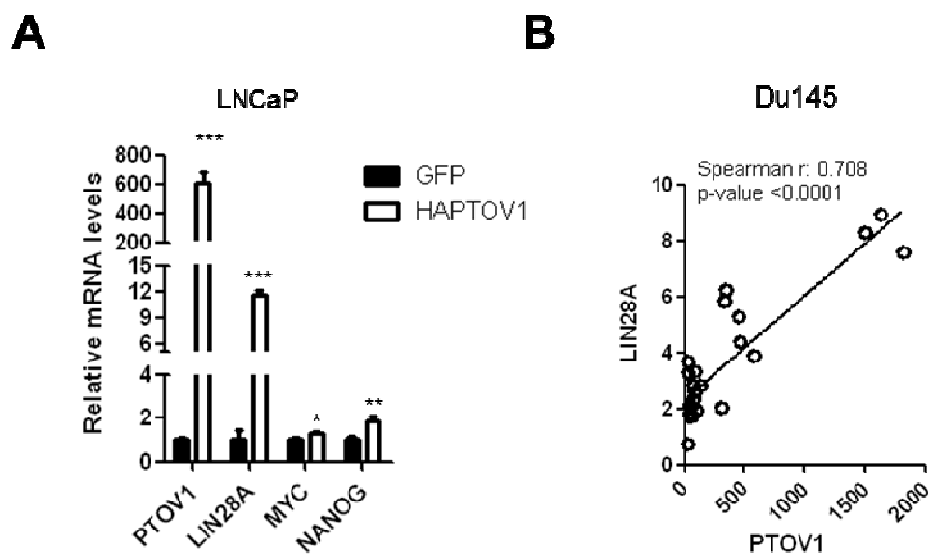 A
LNCaP
***
Relative mRNA levels
800
600
400
200
15
12
9
6
4
2
0
***
^
**
PTOV1
LIN28A
MYC
NANOG
GFP
HAPTOV1
B
Du145
Spearman r: 0.708
p-value <0.0001
LIN28A
10
8
6
4
2
0
0
500
1000
1500
2000
PTOV1